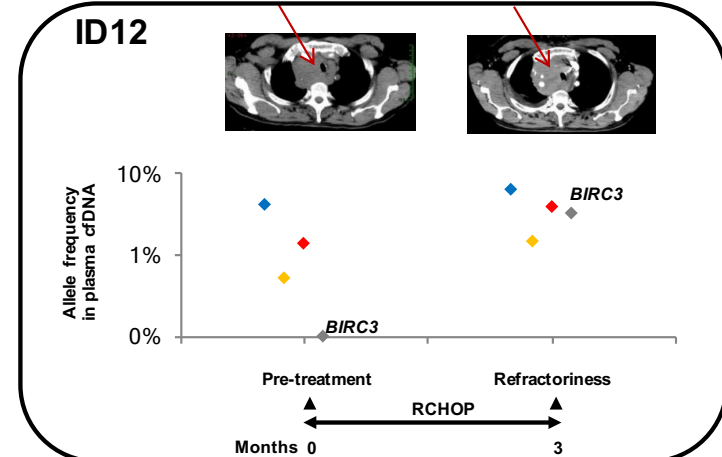 ID12
10%
1%
0%
Allele frequency
in plasma cfDNA
BIRC3
BIRC3
Pre-treatment
Refractoriness
RCHOP
Months 0
3